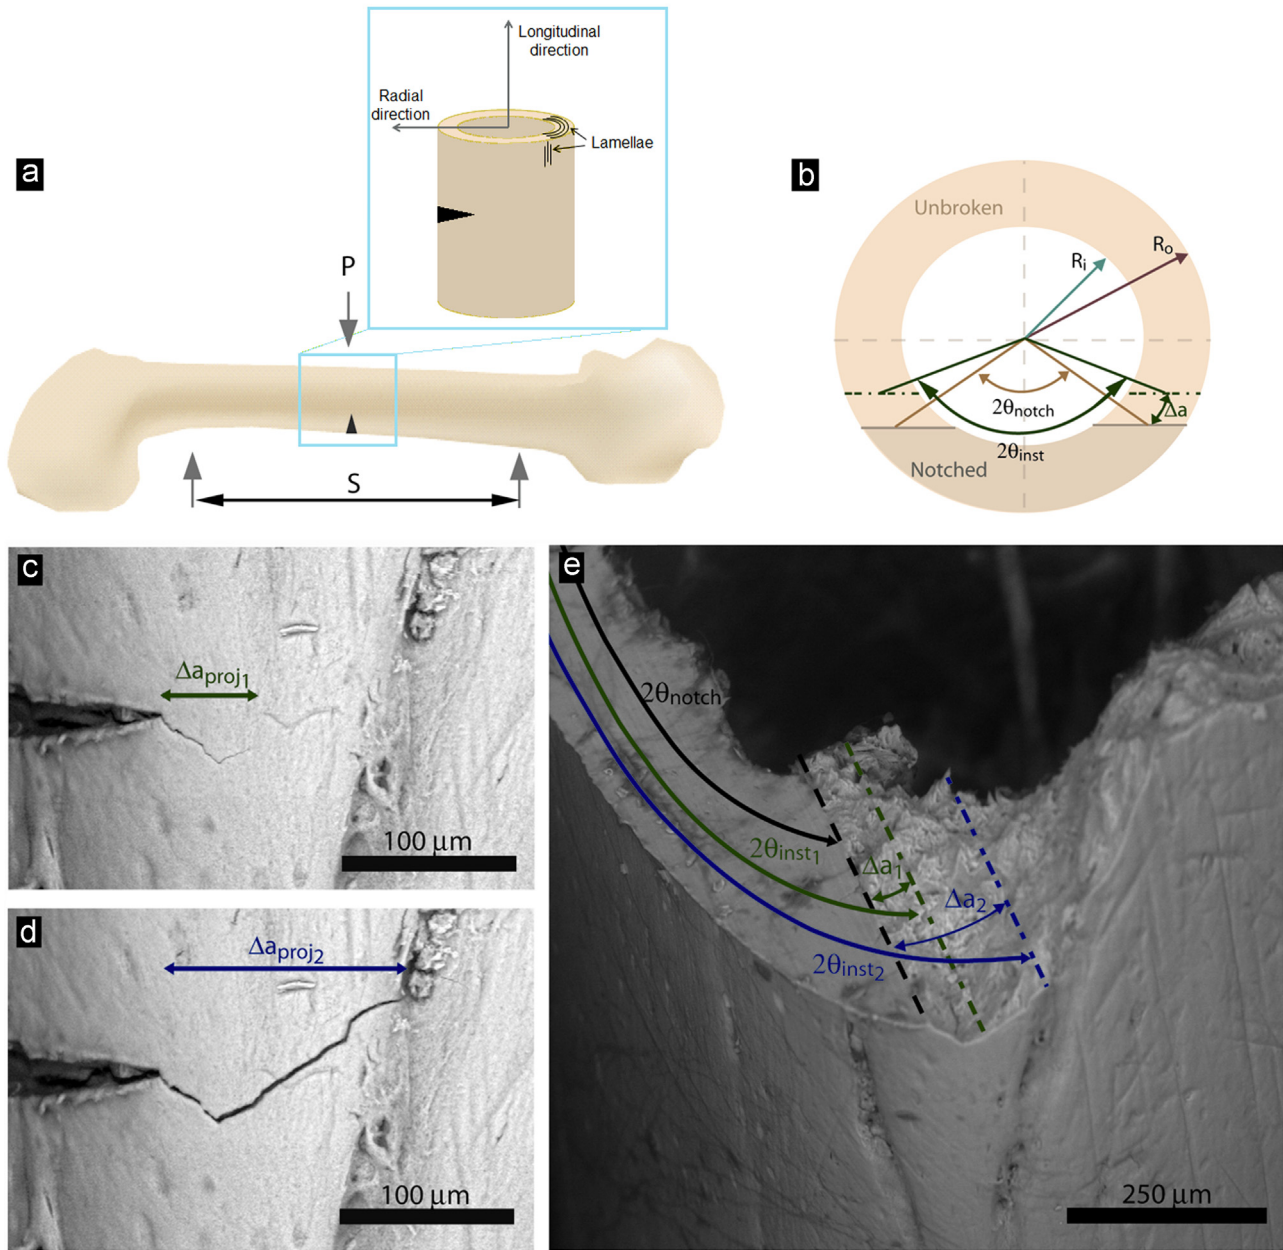 a
Longitudinal
direction
Radial
direction
Lamellae
P
S
b
Unbroken
Rᵢ
Rₒ
2θnotch
Δa
2θinst
Notched
c
Δaproj₁
100 μm
d
Δaproj₂
100 μm
e
2θnotch
2θinst₁
Δa₁
Δa₂
2θinst₂
250 μm